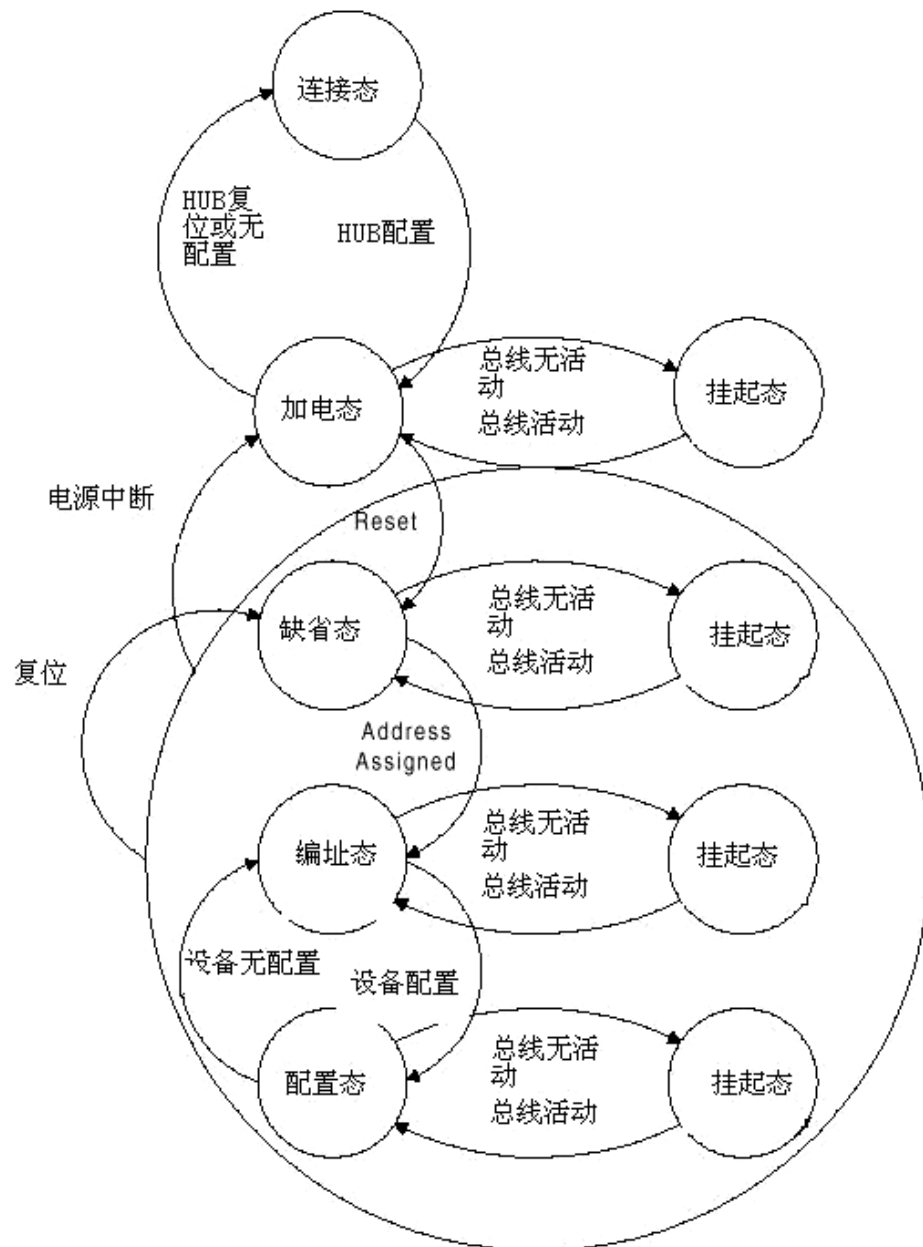 连接态
HUB复
位或无
配置
HUB配置
加电态
总线无活
动
总线活动
挂起态
电源中断
Reset
缺省态
总线无活
动
总线活动
挂起态
复位
Address
Assigned
编址态
总线无活
动
总线活动
挂起态
设备无配置
设备配置
配置态
总线无活
动
总线活动
挂起态